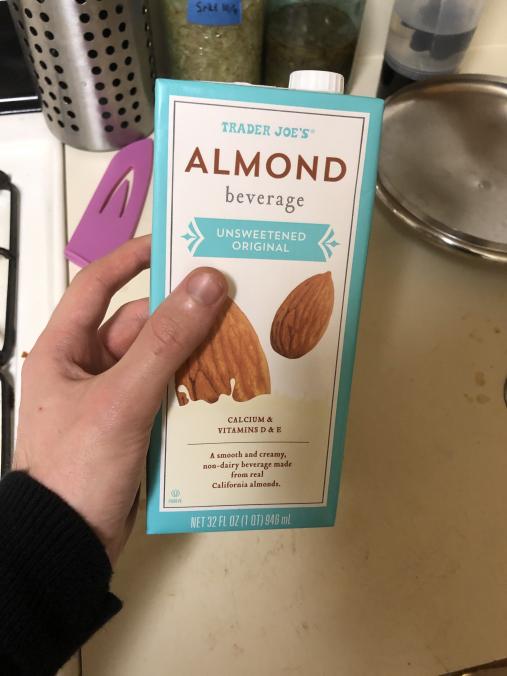 TRADER JOE'S®
ALMOND
beverage
UNSWEETENED
ORIGINAL
CALCIUM &
VITAMINS D & E
A smooth and creamy,
non-dairy beverage made
from real
California almonds.
NET 32 FL OZ (1 QT) 946 mL